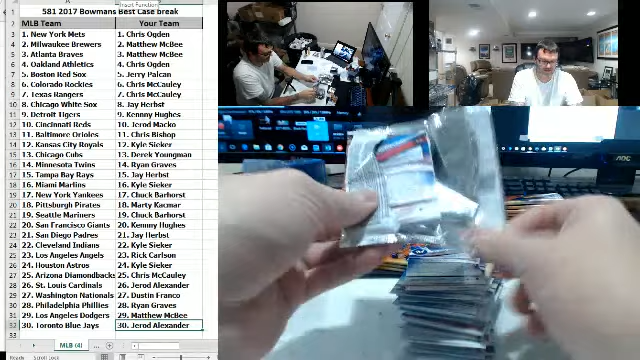 Insert Function
581 2017 Bowmans Best Case break
MLB Team Your Team
1. New York Mets 1. Chris Ogden
2. Milwaukee Brewers 2. Matthew McBee
3. Atlanta Braves 3. Matthew McBee
4. Oakland Athletics 4. Chris Ogden
5. Boston Red Sox 5. Jerry Palcan
6. Colorado Rockies 6. Chris McCauley
7. Texas Rangers 7. Chris McCauley
8. Chicago White Sox 8. Jay Herbst
9. Detroit Tigers 9. Kennny Hughes
10. Cincinnati Reds 10. Jerod Macko
11. Baltimore Orioles 11. Chris Bishop
12. Kansas City Royals 12. Kyle Sieker
13. Chicago Cubs 13. Derek Youngman
14. Minnesota Twins 14. Ryan Graves
15. Tampa Bay Rays 15. Jay Herbst
16. Miami Marlins 16. Kyle Sieker
17. New York Yankees 17. Chuck Barhorst
18. Pittsburgh Pirates 18. Marty Kacmar
19. Seattle Mariners 19. Chuck Barhorst
20. San Francisco Giants 20. Kemmy Hughes
21. San Diego Padres 21. Jay Herbst
22. Cleveland Indians 22. Kyle Sieker
23. Los Angeles Angels 23. Rick Carlson
24. Houston Astros 24. Kyle Sieker
25. Arizona Diamondbacks 25. Chris McCauley
26. St. Louis Cardinals 26. Jerod Alexander
27. Washington Nationals 27. Dustin Franco
28. Philadelphia Phillies 28. Ryan Graves
29. Los Angeles Dodgers 29. Matthew McBee
30. Toronto Blue Jays 30. Jerod Alexander
MLB (4)
Ready Scroll Lock